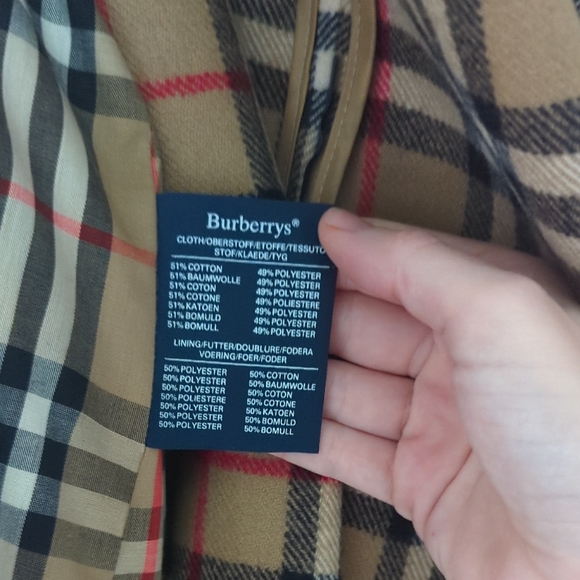 Burberrys®
CLOTH/OBERSTOFF/ETOFFE/TESSUTO
STOF/KLAEDE/TYG
51% COTTON 49% POLYESTER
51% BAUMWOLLE 49% POLYESTER
51% COTON 49% POLYESTER
51% COTONE 49% POLIESTERE
51% KATOEN 49% POLYESTER
51% BOMULD 49% POLYESTER
51% BOMULL 49% POLYESTER
LINING/FUTTER/DOUBLURE/FODERA
VOERING/FOER/FODER
50% POLYESTER 50% COTTON
50% POLYESTER 50% BAUMWOLLE
50% POLYESTER 50% COTON
50% POLIESTERE 50% COTONE
50% POLYESTER 50% KATOEN
50% POLYESTER 50% BOMULD
50% POLYESTER 50% BOMULL